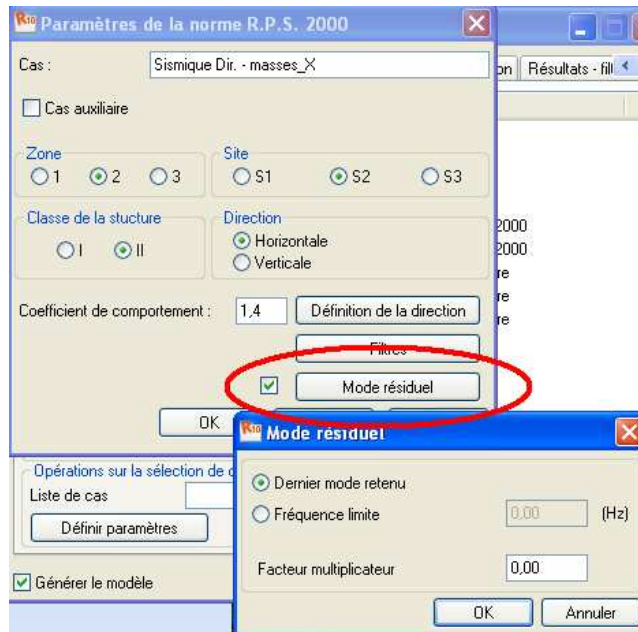 Paramètres de la norme R.P.S. 2000
Cas : Sismique Dir. - masses_X
Cas auxiliaire
Zone
1 2 3
Site
S1 S2 S3
Classe de la stucture
I II
Direction
Horizontale
Verticale
Coefficient de comportement : 1,4 Définition de la direction
Filtres
Mode résiduel
OK
on Résultats - filt
2000
2000
re
re
re
Opérations sur la sélection de c
Liste de cas
Définir paramètres
Générer le modèle
R10 Mode résiduel
Dernier mode retenu
Fréquence limite 0,00 (Hz)
Facteur multiplicateur 0,00
OK Annuler